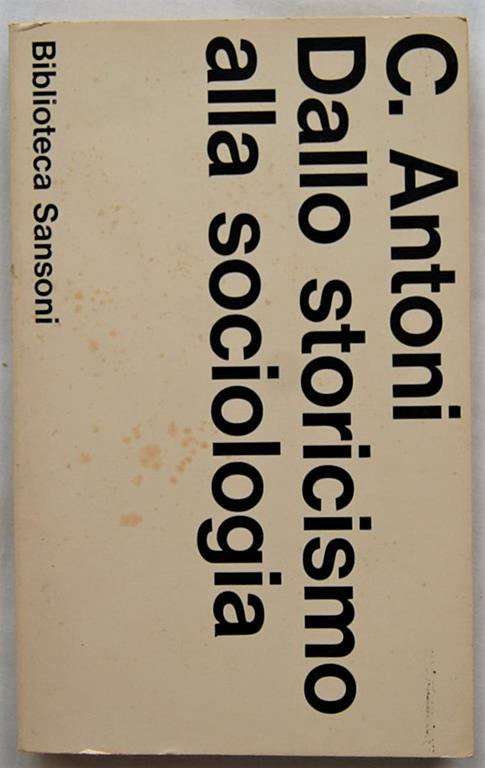 C. Antoni
Dallo storicismo
alla sociologia
Biblioteca Sansoni